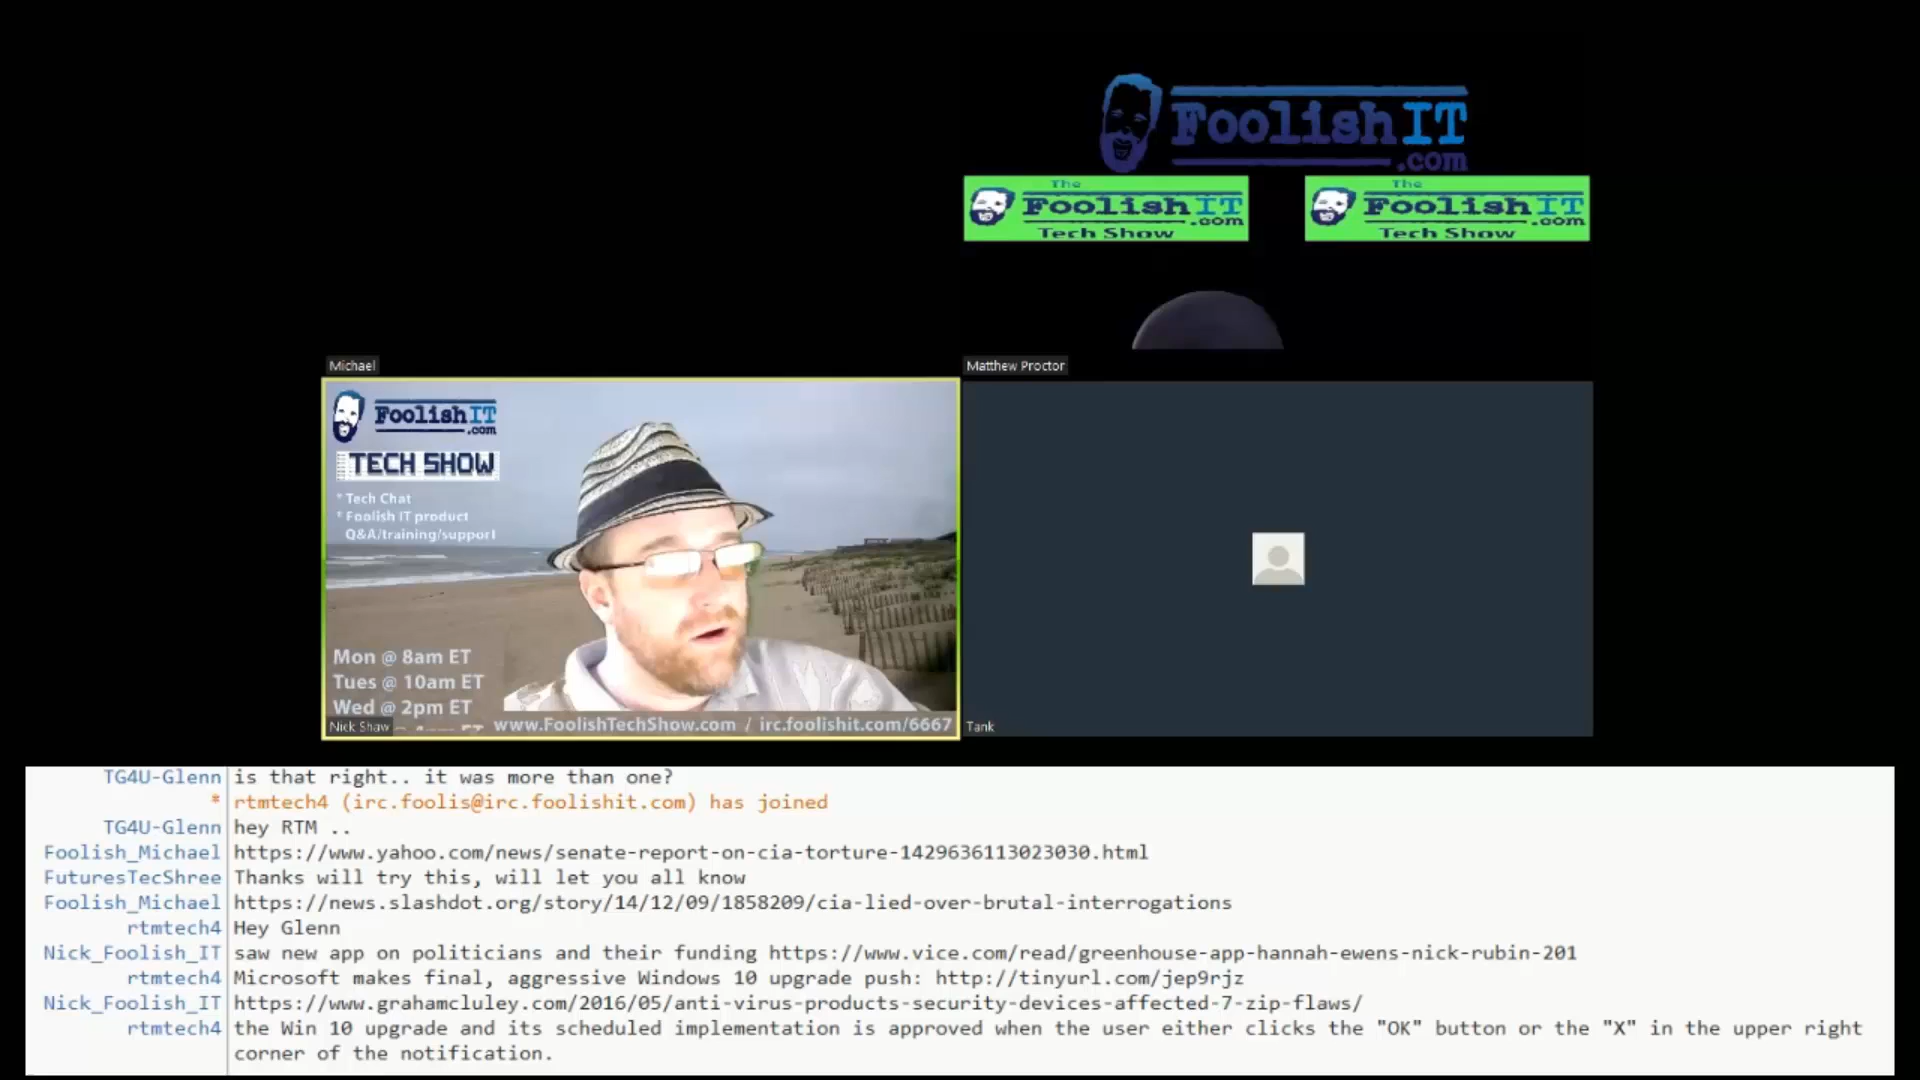 FoolishIT
.com
The
FoolishIT
.com
Tech Show
The
FoolishIT
.com
Tech Show
Michael
Matthew Proctor
FoolishIT
.com
TECH SHOW
* Tech Chat
* Foolish IT product
Q&A/training/support
Mon @ 8am ET
Tues @ 10am ET
Wed @ 2pm ET
Nick Shaw
www.FoolishTechShow.com / irc.foolishit.com/6667
Tank
TG4U-Glenn is that right.. it was more than one?
* rtmtech4 (irc.foolis@irc.foolishit.com) has joined
TG4U-Glenn hey RTM ..
Foolish_Michael https://www.yahoo.com/news/senate-report-on-cia-torture-1429636113023030.html
FuturesTecShree Thanks will try this, will let you all know
Foolish_Michael https://news.slashdot.org/story/14/12/09/1858209/cia-lied-over-brutal-interrogations
rtmtech4 Hey Glenn
Nick_Foolish_IT saw new app on politicians and their funding https://www.vice.com/read/greenhouse-app-hannah-ewens-nick-rubin-201
rtmtech4 Microsoft makes final, aggressive Windows 10 upgrade push: http://tinyurl.com/jep9rjz
Nick_Foolish_IT https://www.grahamcluley.com/2016/05/anti-virus-products-security-devices-affected-7-zip-flaws/
rtmtech4 the Win 10 upgrade and its scheduled implementation is approved when the user either clicks the "OK" button or the "X" in the upper right
corner of the notification.